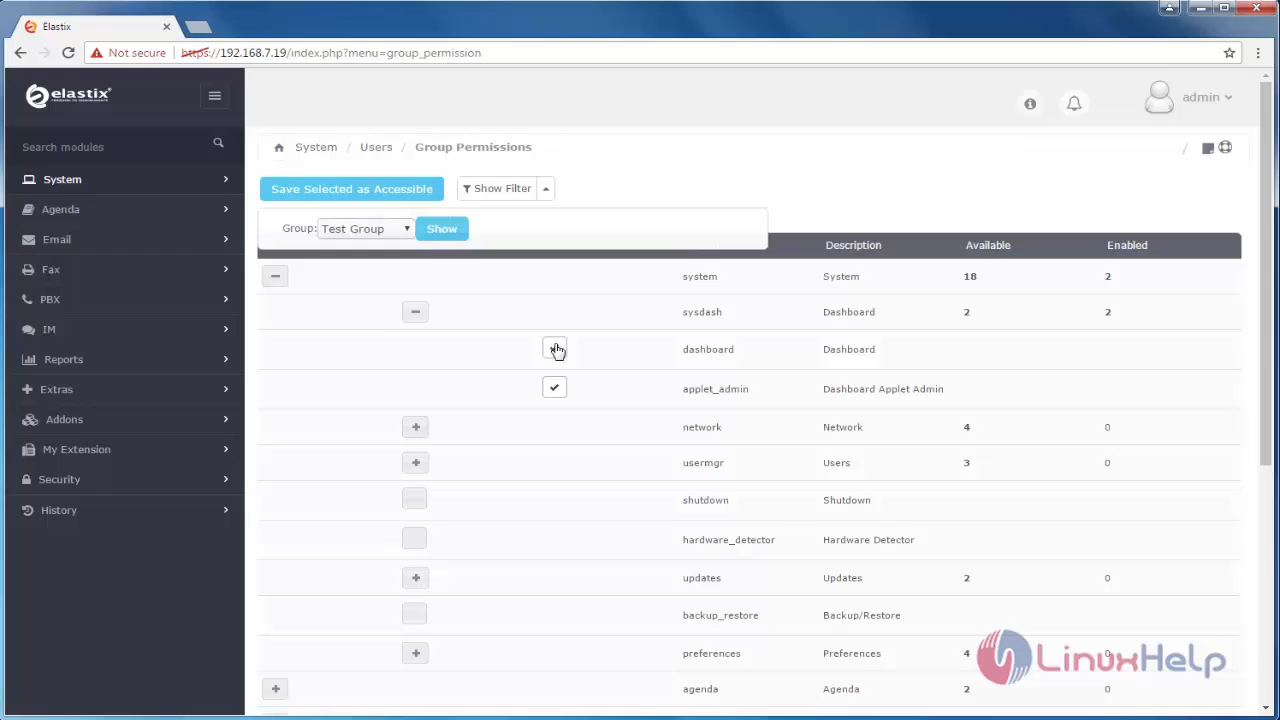 Elastix
Not secure https://192.168.7.19/index.php?menu=group_permission
elastix
admin
Search modules
System / Users / Group Permissions /
System
Save Selected as Accessible Show Filter
Agenda
Group: Test Group Show
Email
Description Available Enabled
Fax
system System 18 2
PBX
sysdash Dashboard 2 2
IM
dashboard Dashboard
Reports
applet_admin Dashboard Applet Admin
Extras
Addons
network Network 4 0
My Extension
usermgr Users 3 0
Security
shutdown Shutdown
History
hardware_detector Hardware Detector
updates Updates 2 0
backup_restore Backup/Restore
preferences Preferences 4 0
LinuxHelp
agenda Agenda 2 0